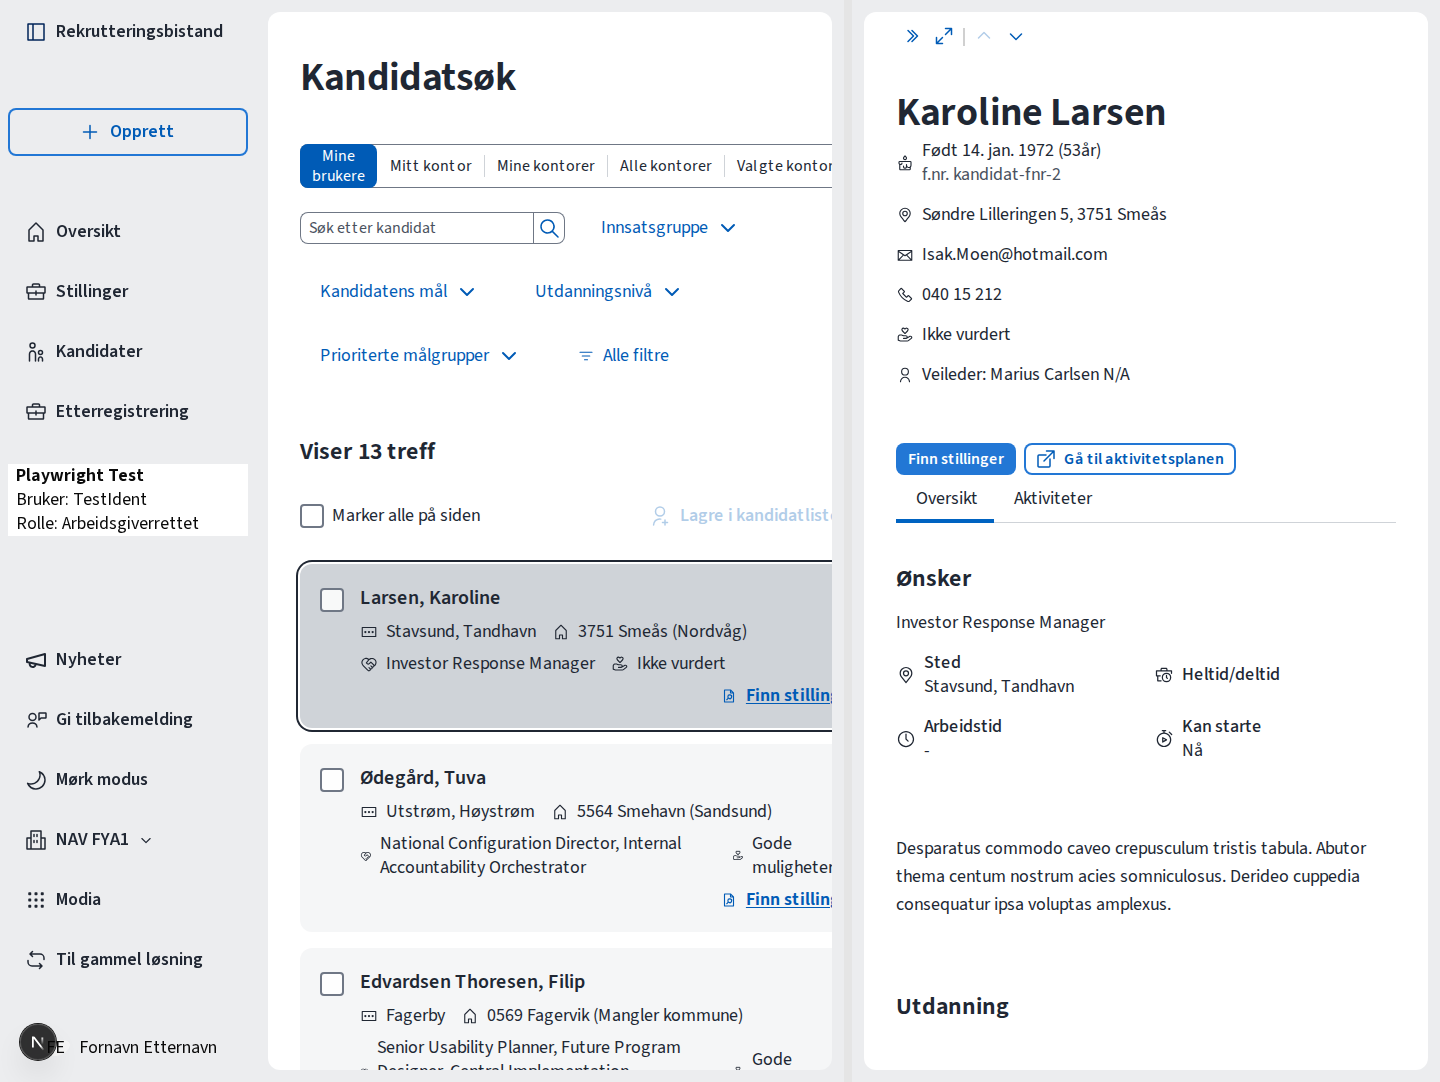 Rekrutteringsbistand
Opprett
Oversikt
Stillinger
Kandidater
Etterregistrering
Playwright Test
Bruker: TestIdent
Rolle: Arbeidsgiverrettet
Nyheter
Gi tilbakemelding
Mørk modus
NAV FYA1
Modia
Til gammel løsning
FE Fornavn Etternavn
Kandidatsøk
Mine brukere
Mitt kontor
Mine kontorer
Alle kontorer
Valgte kontor
Søk etter kandidat
Innsatsgruppe
Kandidatens mål
Utdanningsnivå
Prioriterte målgrupper
Alle filtre
Viser 13 treff
Marker alle på siden
Lagre i kandidatliste
Larsen, Karoline
Stavsund, Tandhavn
3751 Smeås (Nordvåg)
Investor Response Manager
Ikke vurdert
Finn stilling
Ødegård, Tuva
Utstrøm, Høystrøm
5564 Smehavn (Sandsund)
National Configuration Director, Internal
Accountability Orchestrator
Gode
muligheter
Finn stilling
Edvardsen Thoresen, Filip
Fagerby
0569 Fagervik (Mangler kommune)
Senior Usability Planner, Future Program
Designer, Central Implementation
Gode
Karoline Larsen
Født 14. jan. 1972 (53år)
f.nr. kandidat-fnr-2
Søndre Lilleringen 5, 3751 Smeås
Isak.Moen@hotmail.com
040 15 212
Ikke vurdert
Veileder: Marius Carlsen N/A
Finn stillinger
Gå til aktivitetsplanen
Oversikt
Aktiviteter
Ønsker
Investor Response Manager
Sted
Stavsund, Tandhavn
Heltid/deltid
Arbeidstid
-
Kan starte
Nå
Desparatus commodo caveo crepusculum tristis tabula. Abutor
thema centum nostrum acies somniculosus. Derideo cuppedia
consequatur ipsa voluptas amplexus.
Utdanning